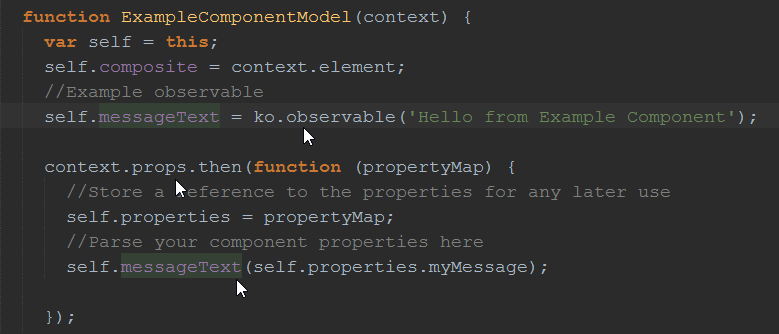 function ExampleComponentModel(context) {
var self = this;
self.composite = context.element;
//Example observable
self.messageText = ko.observable('Hello from Example Component');
context.props.then(function (propertyMap) {
//Store a reference to the properties for any later use
self.properties = propertyMap;
//Parse your component properties here
self.messageText(self.properties.myMessage);
});